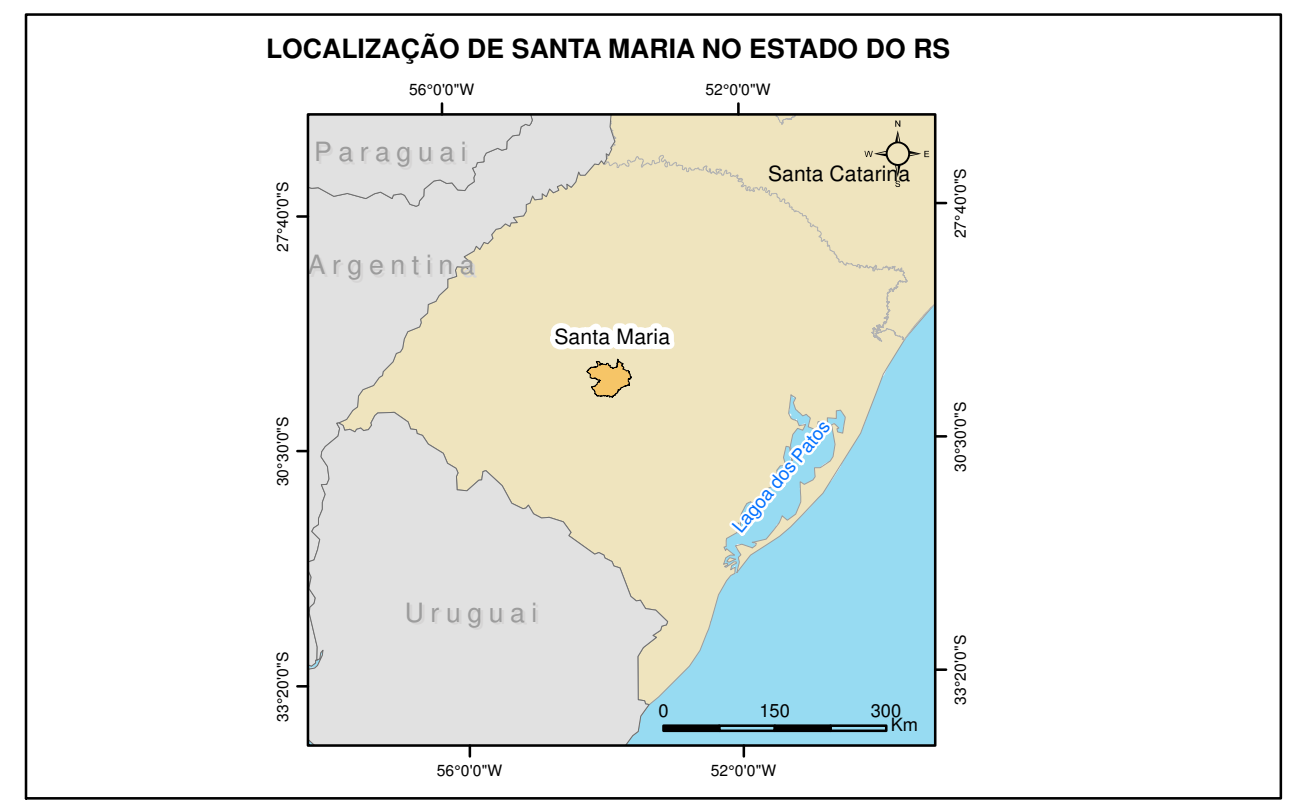 LOCALIZAÇÃO DE SANTA MARIA NO ESTADO DO RS
56°0'0"W
52°0'0"W
N
W
E
S
Paraguai
Santa Catarina
27°40'0"S
27°40'0"S
Argentina
Santa Maria
30°30'0"S
30°30'0"S
Lagoa dos Patos
Uruguai
33°20'0"S
33°20'0"S
0 150 300
Km
56°0'0"W
52°0'0"W